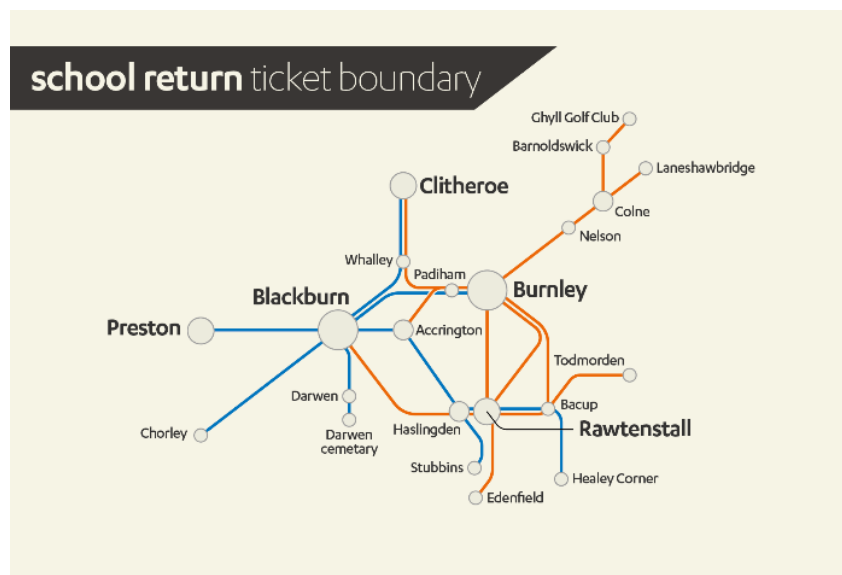 school return ticket boundary
Ghyll Golf Club
Barnoldswick
Laneshawbridge
Clitheroe
Colne
Nelson
Whalley
Padiham
Blackburn
Burnley
Preston
Accrington
Todmorden
Darwen
Bacup
Haslingden
Rawtenstall
Chorley
Darwen
cemetary
Stubbins
Healey Corner
Edenfield